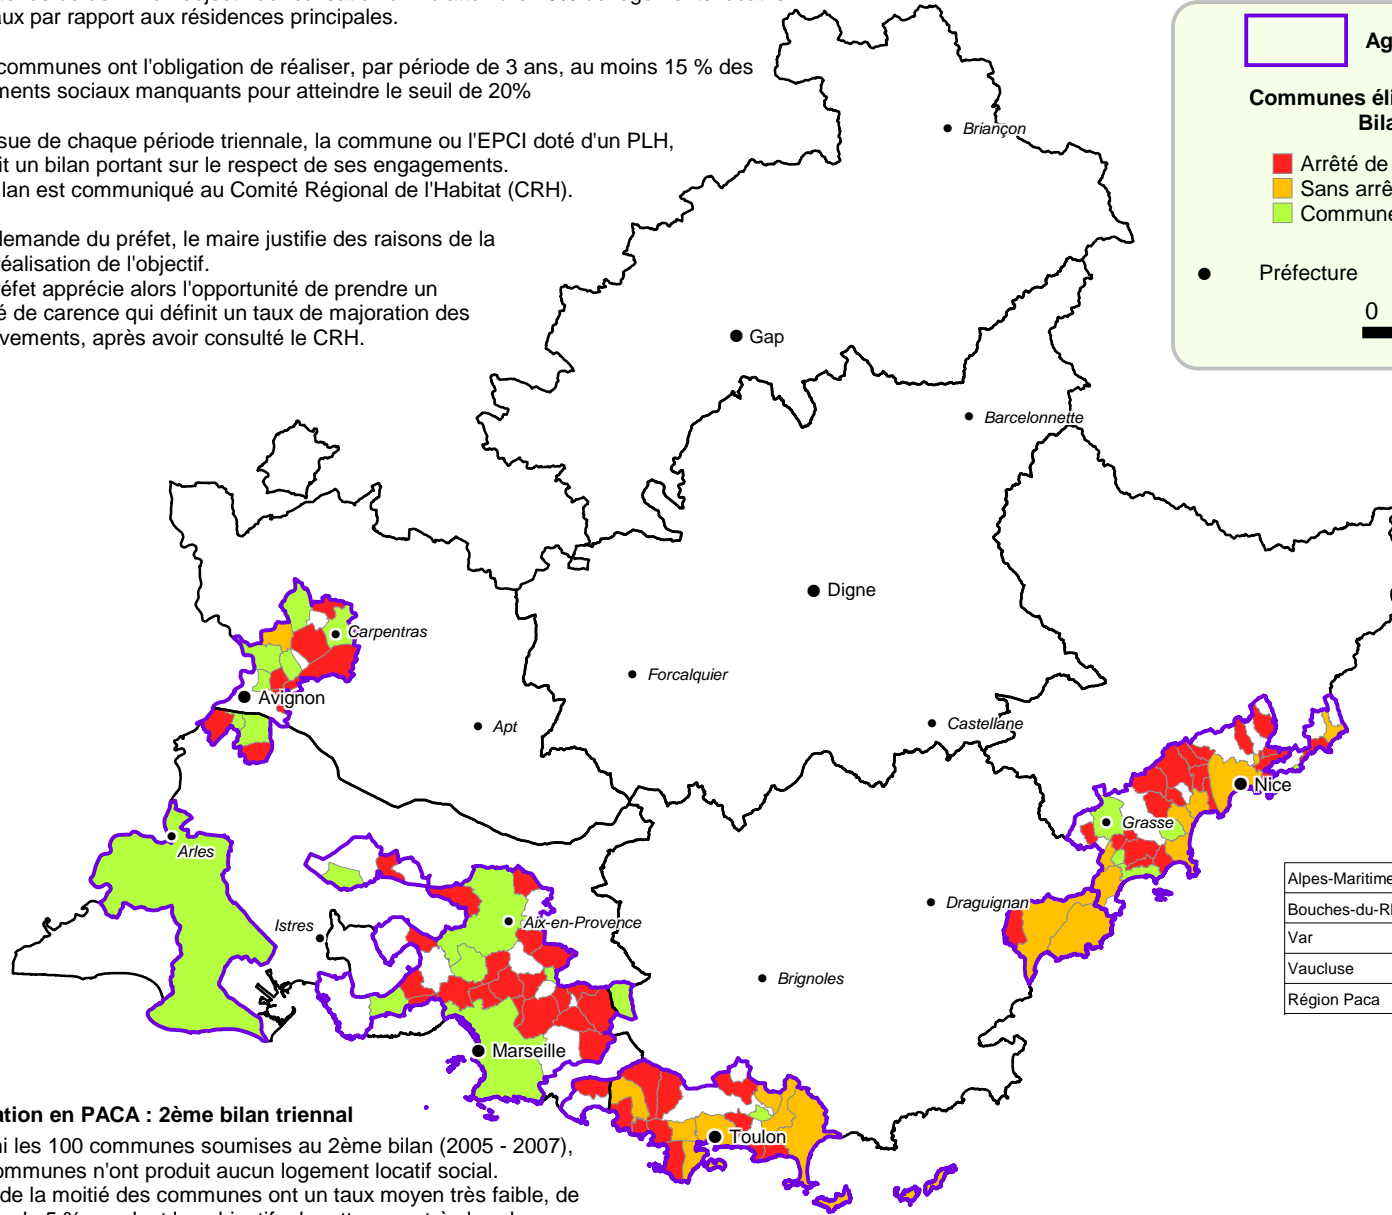 aux par rapport aux résidences principales.
communes ont l'obligation de réaliser, par période de 3 ans, au moins 15 % des
ments sociaux manquants pour atteindre le seuil de 20%
sue de chaque période triennale, la commune ou l'EPCI doté d'un PLH,
it un bilan portant sur le respect de ses engagements.
ilan est communiqué au Comité Régional de l'Habitat (CRH).
demande du préfet, le maire justifie des raisons de la
réalisation de l'objectif.
réfet apprécie alors l'opportunité de prendre un
é de carence qui définit un taux de majoration des
vements, après avoir consulté le CRH.
Ag
Communes éli
Bila
Arrêté de
Sans arrê
Commune
Préfecture
0
Briançon
Gap
Barcelonnette
Digne
Carpentras
Forcalquier
Avignon
Apt
Castellane
Nice
Grasse
Arles
Draguignan
Istres
Aix-en-Provence
Brignoles
Marseille
Toulon
Alpes-Maritime
Bouches-du-R
Var
Vaucluse
Région Paca
ation en PACA : 2ème bilan triennal
ni les 100 communes soumises au 2ème bilan (2005 - 2007),
communes n'ont produit aucun logement locatif social.
de la moitié des communes ont un taux moyen très faible, de